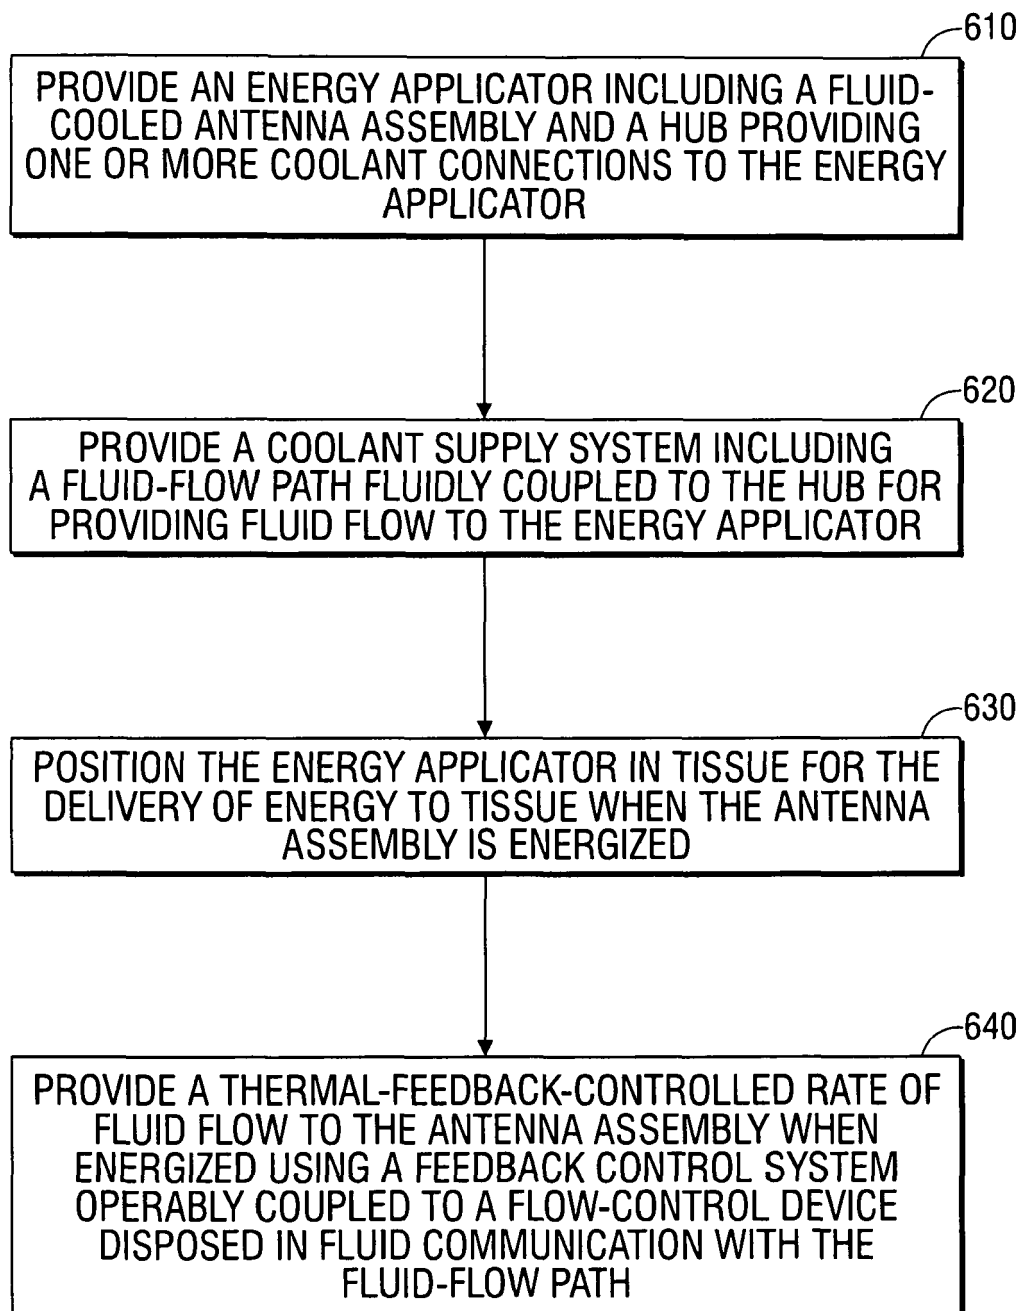 610
PROVIDE AN ENERGY APPLICATOR INCLUDING A FLUID-
COOLED ANTENNA ASSEMBLY AND A HUB PROVIDING
ONE OR MORE COOLANT CONNECTIONS TO THE ENERGY
APPLICATOR
620
PROVIDE A COOLANT SUPPLY SYSTEM INCLUDING
A FLUID-FLOW PATH FLUIDLY COUPLED TO THE HUB FOR
PROVIDING FLUID FLOW TO THE ENERGY APPLICATOR
630
POSITION THE ENERGY APPLICATOR IN TISSUE FOR THE
DELIVERY OF ENERGY TO TISSUE WHEN THE ANTENNA
ASSEMBLY IS ENERGIZED
640
PROVIDE A THERMAL-FEEDBACK-CONTROLLED RATE OF
FLUID FLOW TO THE ANTENNA ASSEMBLY WHEN
ENERGIZED USING A FEEDBACK CONTROL SYSTEM
OPERABLY COUPLED TO A FLOW-CONTROL DEVICE
DISPOSED IN FLUID COMMUNICATION WITH THE
FLUID-FLOW PATH